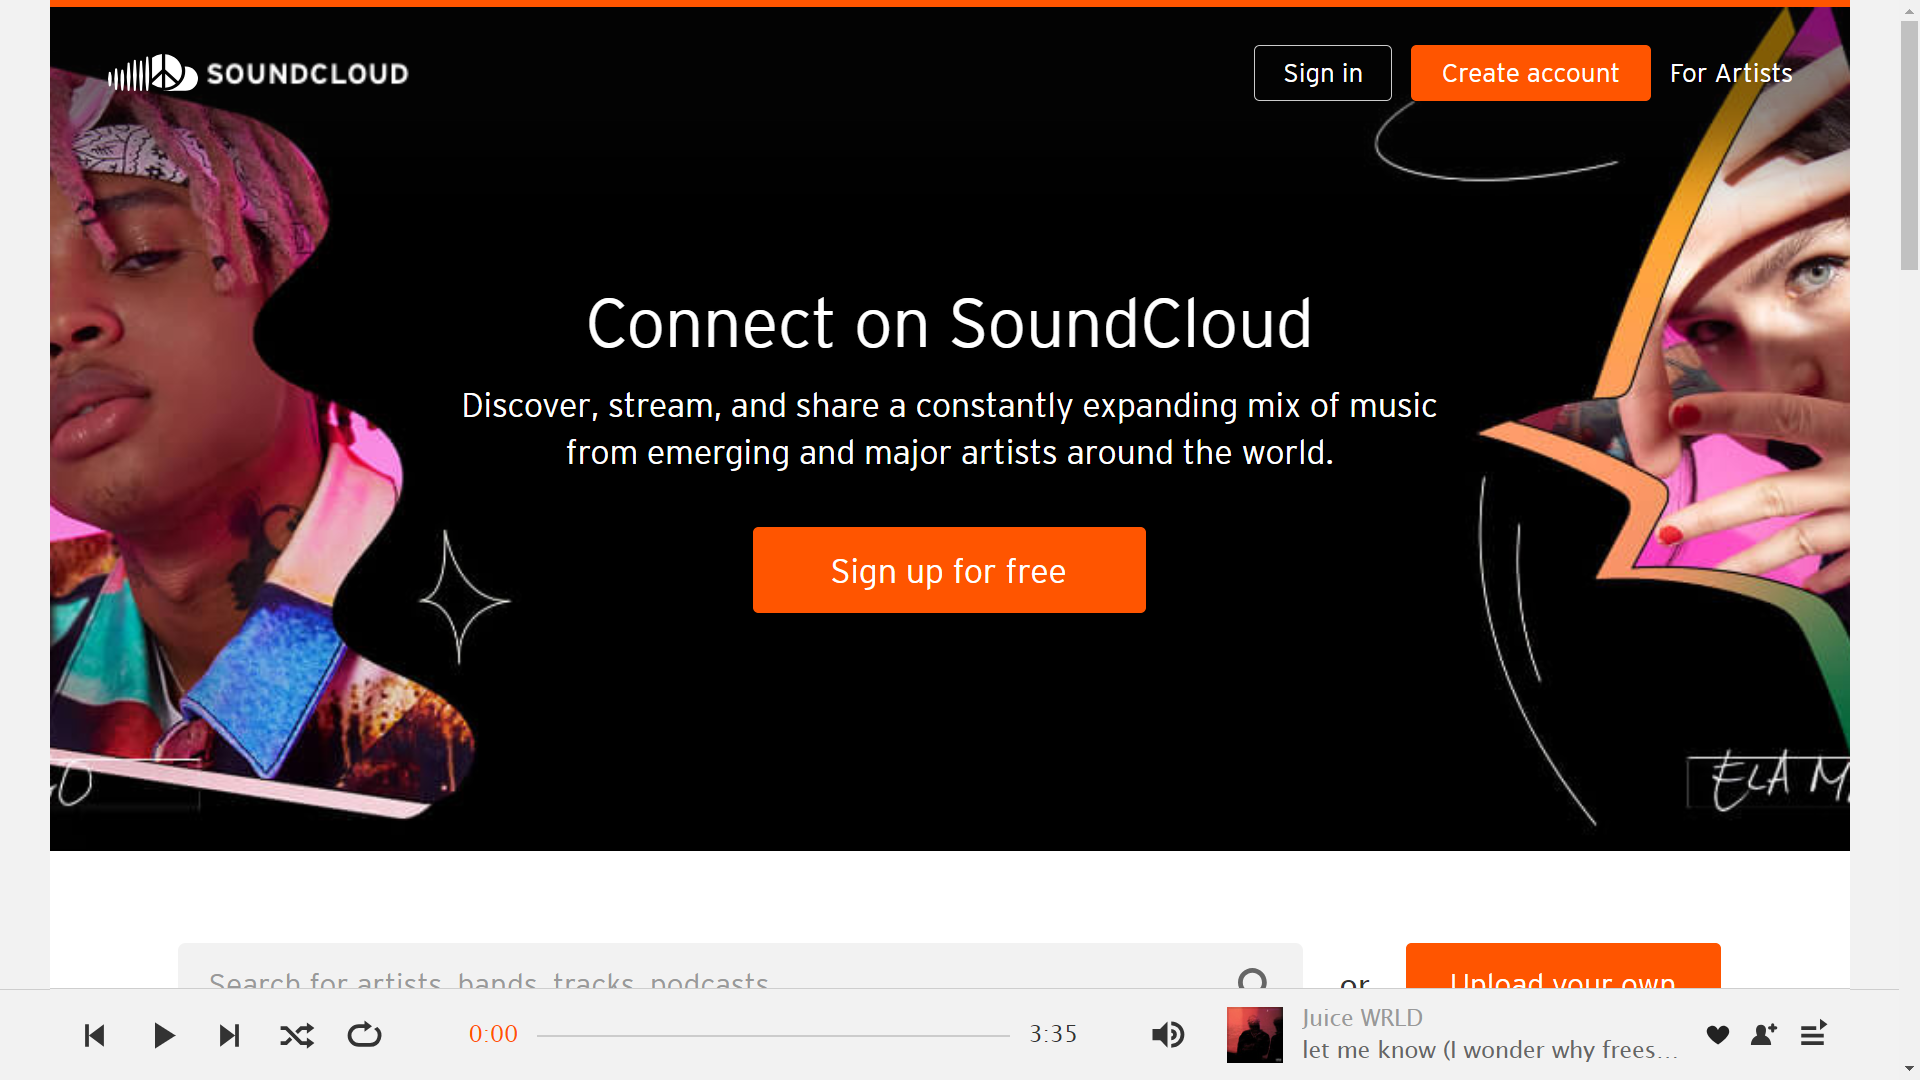 SOUNDCLOUD
Sign in
Create account
For Artists
Connect on SoundCloud
Discover, stream, and share a constantly expanding mix of music
from emerging and major artists around the world.
Sign up for free
ELA M
Search for artists, bands, tracks, podcasts
or
Upload your own
0:00
3:35
Juice WRLD
let me know (I wonder why frees...